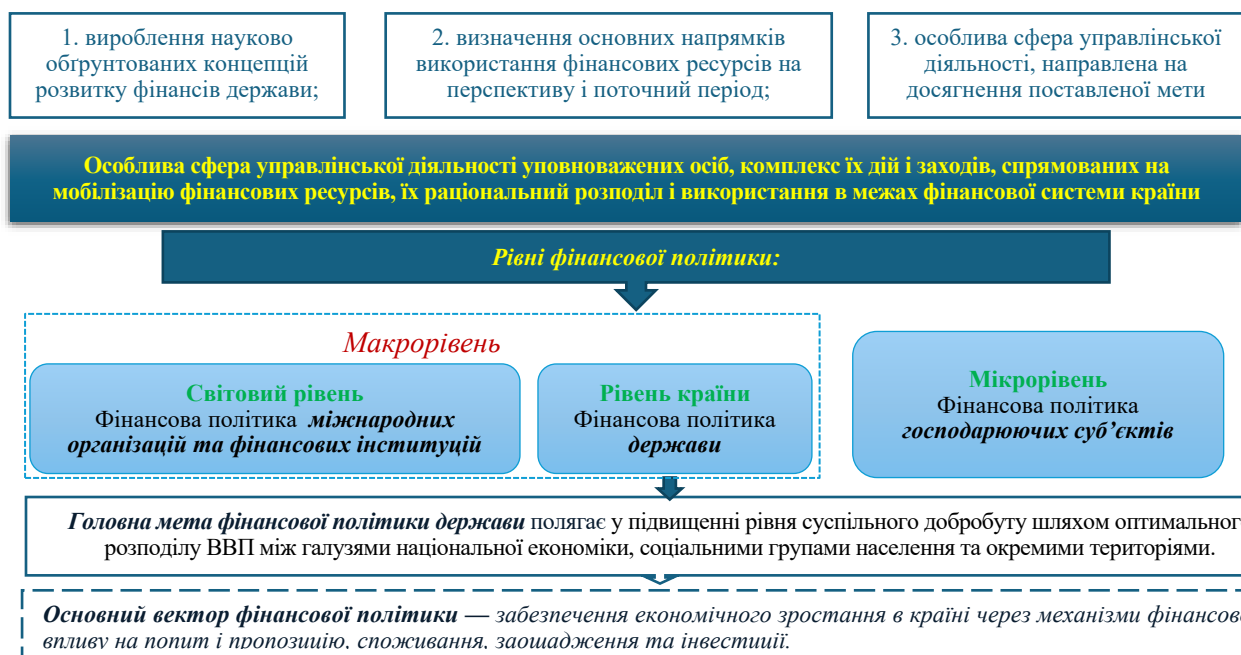 1. вироблення науково
обґрунтованих концепцій
розвитку фінансів держави;
2. визначення основних напрямків
використання фінансових ресурсів на
перспективу і поточний період;
3. особлива сфера управлінської
діяльності, направлена на
досягнення поставленої мети
Особлива сфера управлінської діяльності уповноважених осіб, комплекс їх дій і заходів, спрямованих на
мобілізацію фінансових ресурсів, їх раціональний розподіл і використання в межах фінансової системи країни
Рівні фінансової політики:
Макрорівень
Світовий рівень
Фінансова політика міжнародних
організацій та фінансових інституцій
Рівень країни
Фінансова політика
держави
Мікрорівень
Фінансова політика
господарюючих суб’єктів
Головна мета фінансової політики держави полягає у підвищенні рівня суспільного добробуту шляхом оптимального
розподілу ВВП між галузями національної економіки, соціальними групами населення та окремими територіями.
Основний вектор фінансової політики — забезпечення економічного зростання в країні через механізми
впливу на попит і пропозицію, споживання, заощадження та інвестиції.